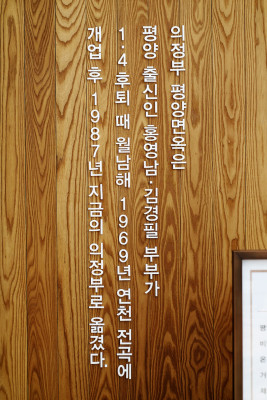 의정부 평양면옥은
평양 출신인 홍영남·김경필 부부가
1·4후퇴 때 월남해 1969년 연천 전곡에
개업 후 1987년 지금의 의정부로 옮겼다.